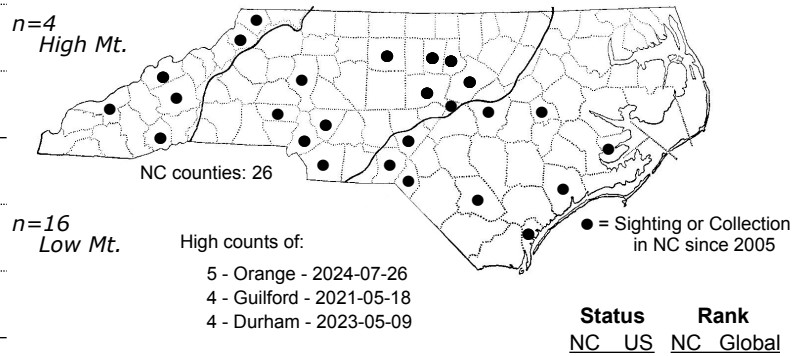 n=4
High Mt.
NC counties: 26
n=16
Low Mt.
High counts of:
5 - Orange - 2024-07-26
4 - Guilford - 2021-05-18
4 - Durham - 2023-05-09
● = Sighting or Collection
in NC since 2005
Status Rank
NC US NC Global